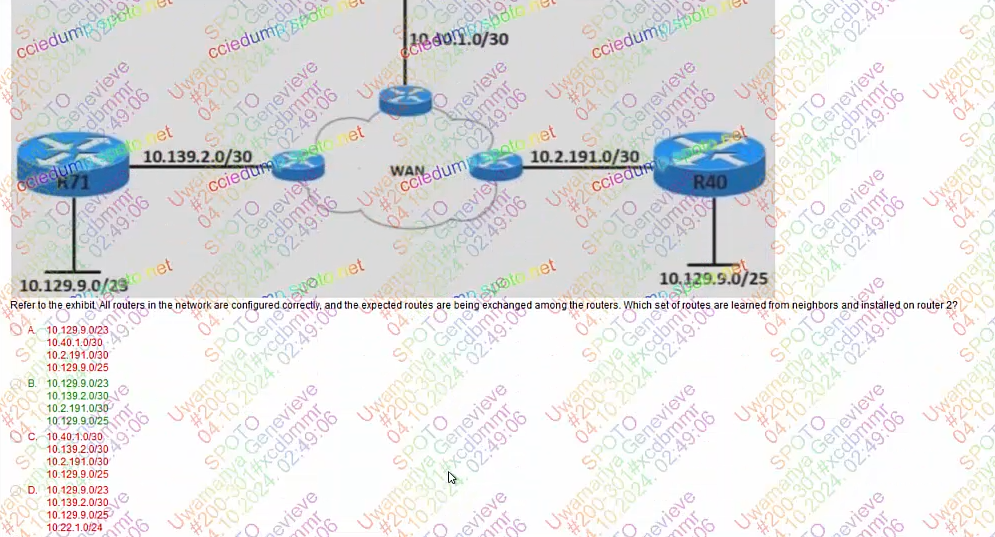 10.40.1.0/30
10.139.2.0/30
10.2.191.0/30
WAN
R71
R40
10.129.9.0/23
10.129.9.0/25
Refer to the exhibit. All routers in the network are configured correctly, and the expected routes are being exchanged among the routers. Which set of routes are learned from neighbors and installed on router 2?
A. 10.129.9.0/23
10.40.1.0/30
10.2.191.0/30
10.129.9.0/25
B. 10.129.9.0/23
10.139.2.0/30
10.2.191.0/30
10.129.9.0/25
C. 10.40.1.0/30
10.139.2.0/30
10.2.191.0/30
10.129.9.0/25
D. 10.129.9.0/23
10.139.2.0/30
10.129.9.0/25
10.22.1.0/24
cciedump.spoto.net
SPOTO
Uwamanya Genevieve
#200-301#xcdbmmr
04.10.2024. 02:49:06